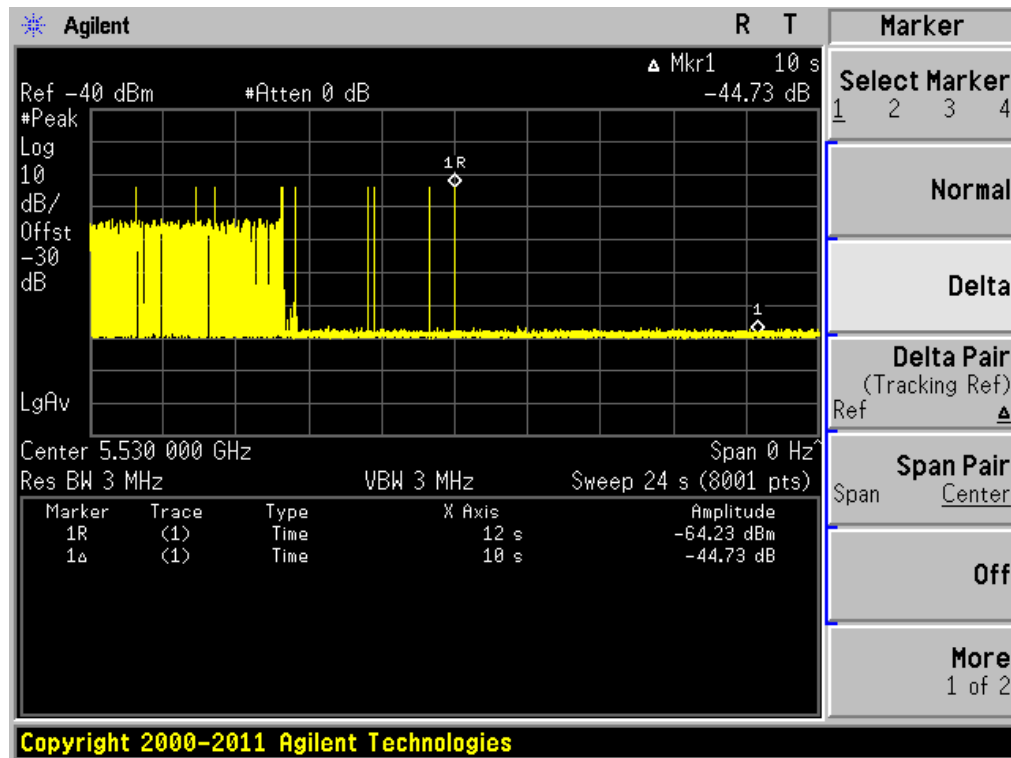 Agilent R T Marker
▵ Mkr1 10 s
Ref −40 dBm #Atten 0 dB −44.73 dB
#Peak
Log
10
dB/
Offst
−30
dB
LgAv
1R
1
Center 5.530 000 GHz Span 0 Hz^
Res BW 3 MHz VBW 3 MHz Sweep 24 s (8001 pts)
Marker Trace Type X Axis Amplitude
1R (1) Time 12 s −64.23 dBm
1▵ (1) Time 10 s −44.73 dB
Select Marker
1 2 3 4
Normal
Delta
Delta Pair
(Tracking Ref)
Ref ▵
Span Pair
Span Center
Off
More
1 of 2
Copyright 2000−2011 Agilent Technologies